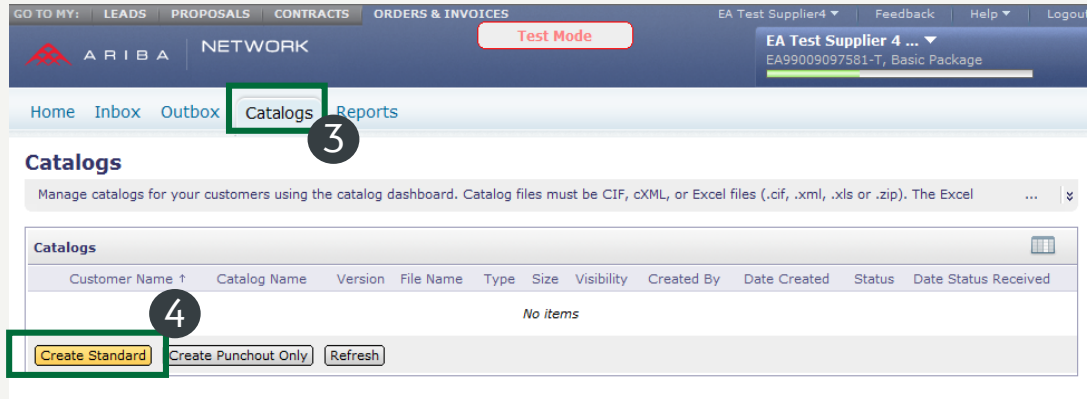 GO TO MY: LEADS PROPOSALS CONTRACTS ORDERS & INVOICES EA Test Supplier4 Feedback Help Logout
Test Mode
ARIBA NETWORK
EA Test Supplier 4 ...
EA99009097581-T, Basic Package
Home Inbox Outbox Catalogs Reports
3
Catalogs
Manage catalogs for your customers using the catalog dashboard. Catalog files must be CIF, cXML, or Excel files (.cif, .xml, .xls or .zip). The Excel ...
Catalogs
Customer Name ↑ Catalog Name Version File Name Type Size Visibility Created By Date Created Status Date Status Received
4
No items
Create Standard Create Punchout Only Refresh